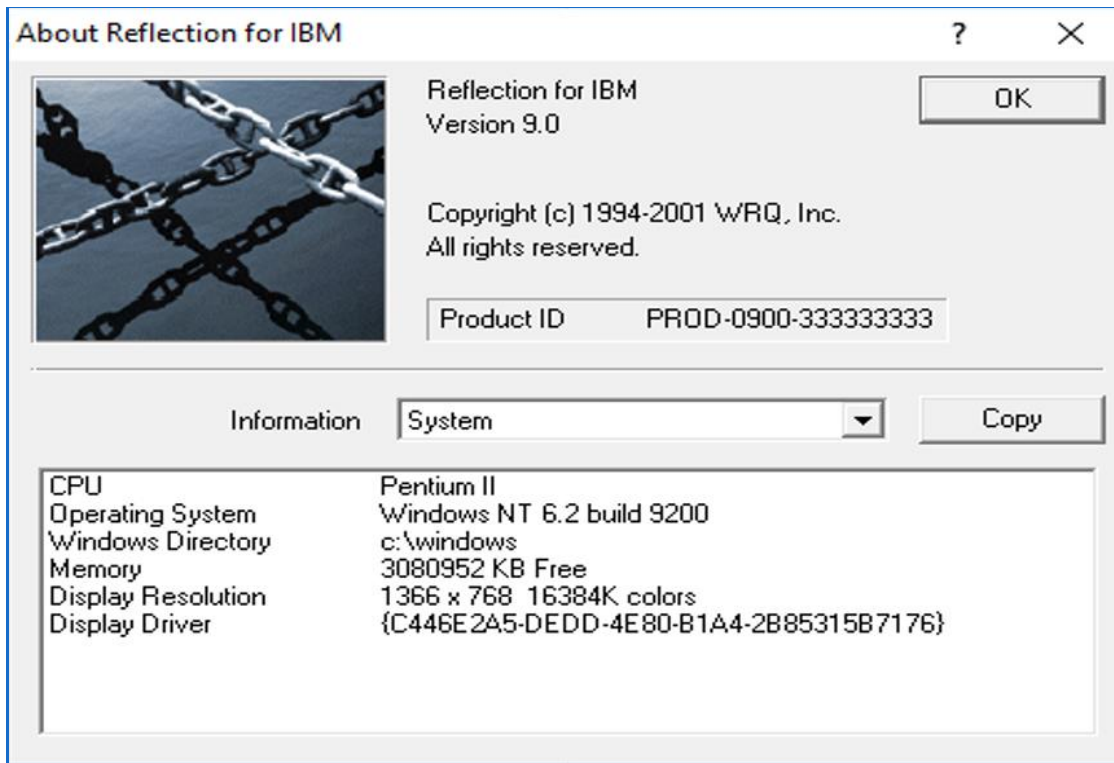 About Reflection for IBM ?
Reflection for IBM
Version 9.0
OK
Copyright (c) 1994-2001 WRQ, Inc.
All rights reserved.
Product ID PROD-0900-333333333
Information System Copy
CPU Pentium II
Operating System Windows NT 6.2 build 9200
Windows Directory c:\windows
Memory 3080952 KB Free
Display Resolution 1366 x 768 16384K colors
Display Driver {C446E2A5-DEDD-4E80-B1A4-2B85315B7176}